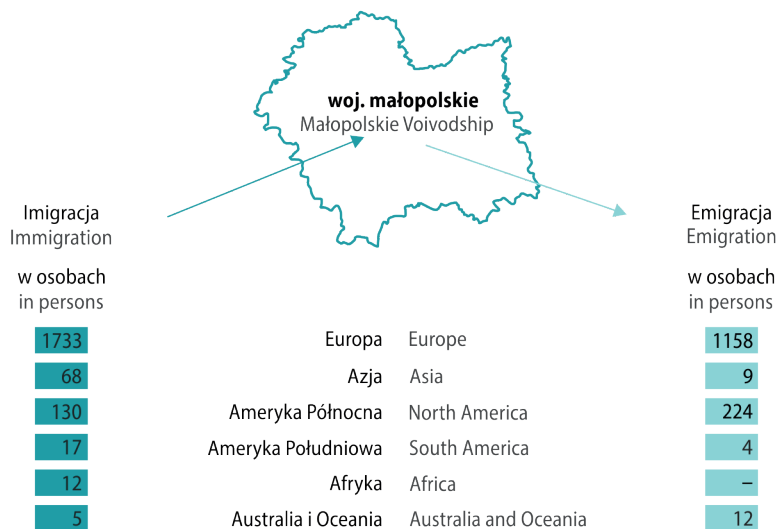 woj. małopolskie
Małopolskie Voivodship
Imigracja
Immigration
w osobach
in persons
Emigracja
Emigration
w osobach
in persons
1733 Europa Europe 1158
68 Azja Asia 9
130 Ameryka Północna North America 224
17 Ameryka Południowa South America 4
12 Afryka Africa –
5 Australia i Oceania Australia and Oceania 12